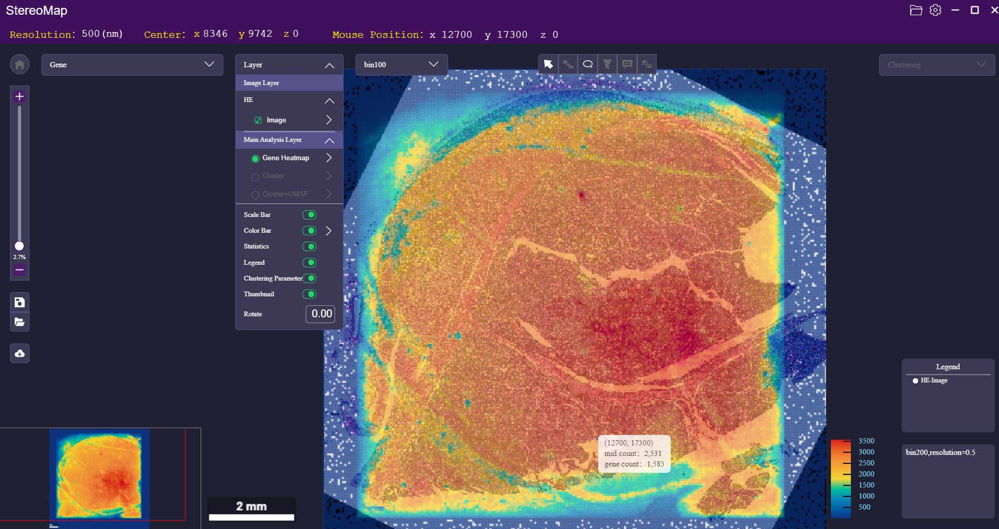 StereoMap
Resolution: 500(nm) Center: x 8346 y 9742 z 0 Mouse Position: x 12700 y 17300 z 0
Gene
Layer
bin100
Clustering
Image Layer
HE
Image
Main Analysis Layer
Gene Heatmap
Cluster
Cluster+UMAP
Scale Bar
Color Bar
Statistics
Legend
Clustering Parameter
Thumbnail
Rotate 0.00
2.7%
Legend
HE-Image
(12700, 17300)
mid count: 2,531
gene count: 1,583
3500
3000
2500
2000
1500
1000
500
bin200,resolution=0.5
2 mm